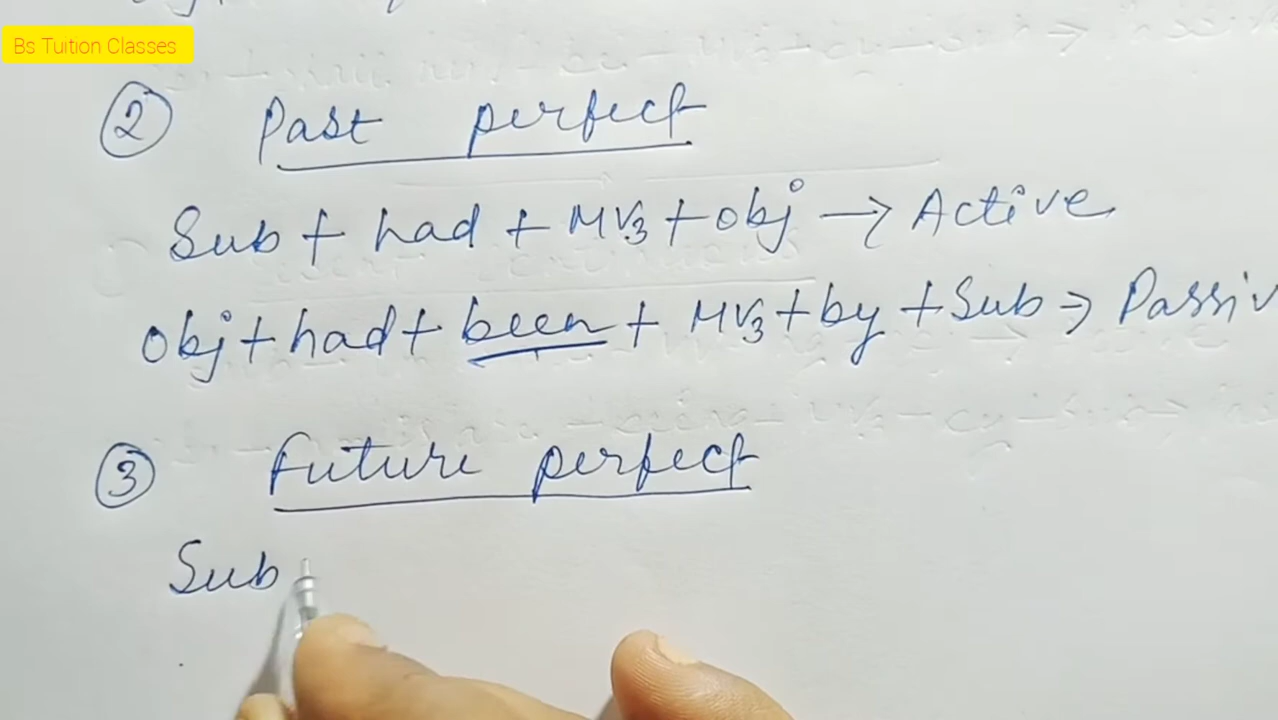 Bs Tuition Classes
② Past perfect
Sub + had + MV3 + obj → Active
Obj + had + been + MV3 + by + Sub → Passiv
③ Future perfect
Sub